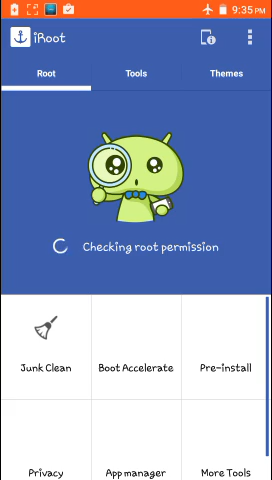 9:35 PM
iRoot
Root
Tools
Themes
Checking root permission
Junk Clean
Boot Accelerate
Pre-install
Privacy
App manager
More Tools